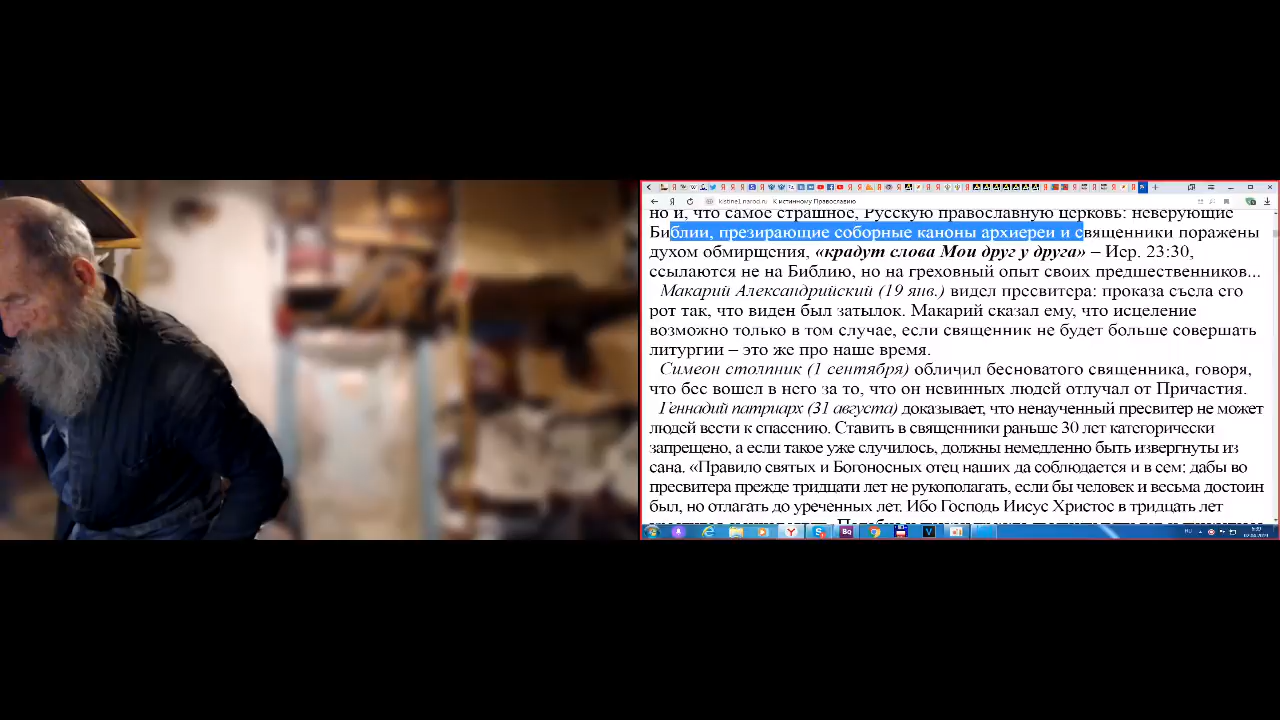 kistine1.narod.ru К истинному Православию
но и, что самое страшное, Русскую православную церковь: неверующие
Библии, презирающие соборные каноны архиереи и священники поражены
духом обмирщения, «крадут слова Мои друг у друга» – Иер. 23:30,
ссылаются не на Библию, но на греховный опыт своих предшественников...
Макарий Александрийский (19 янв.) видел пресвитера: проказа съела его
рот так, что виден был затылок. Макарий сказал ему, что исцеление
возможно только в том случае, если священник не будет больше совершать
литургии – это же про наше время.
Симеон столпник (1 сентября) обличил бесноватого священника, говоря,
что бес вошел в него за то, что он невинных людей отлучал от Причастия.
Геннадий патриарх (31 августа) доказывает, что ненаученный пресвитер не может
людей вести к спасению. Ставить в священники раньше 30 лет категорически
запрещено, а если такое уже случилось, должны немедленно быть извергнуты из
сана. «Правило святых и Богоносных отец наших да соблюдается и в сем: дабы во
пресвитера прежде тридцати лет не рукополагать, если бы человек и весьма достоин
был, но отлагать до уреченных лет. Ибо Господь Иисус Христос в тридцать лет